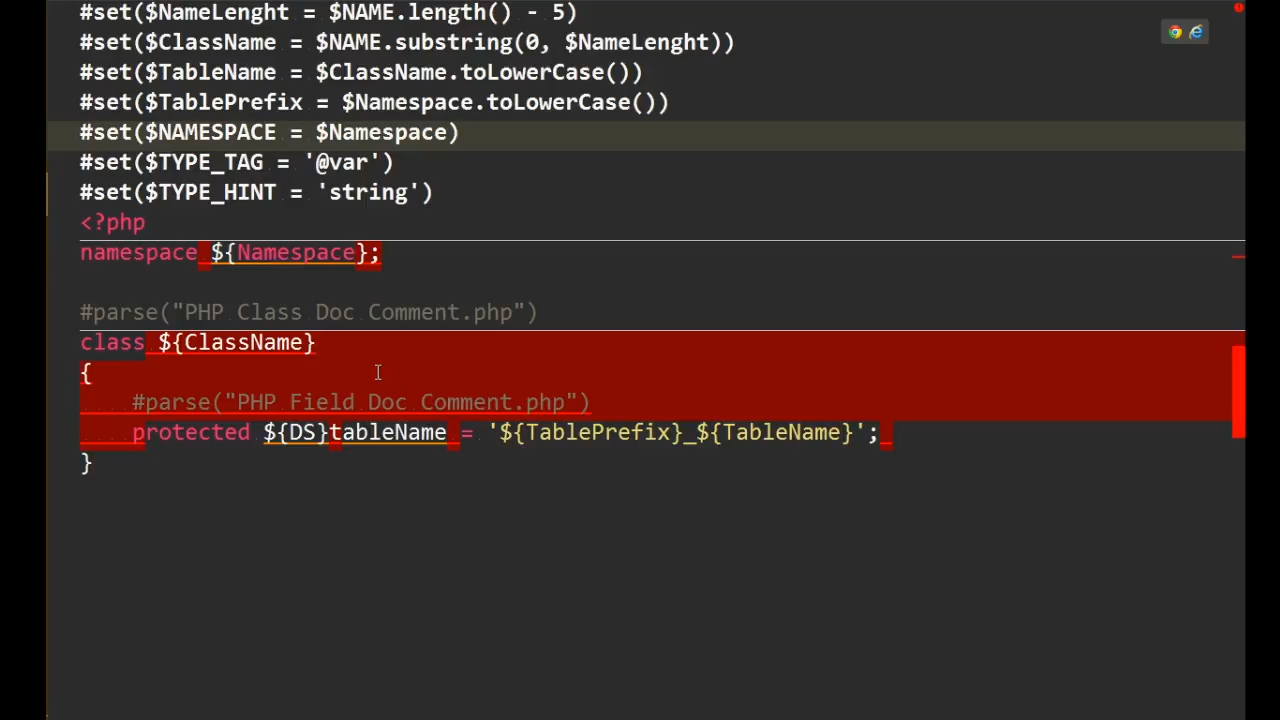 #set($NameLenght = $NAME.length() - 5)
#set($ClassName = $NAME.substring(0, $NameLenght))
#set($TableName = $ClassName.toLowerCase())
#set($TablePrefix = $Namespace.toLowerCase())
#set($NAMESPACE = $Namespace)
#set($TYPE_TAG = '@var')
#set($TYPE_HINT = 'string')
<?php
namespace ${Namespace};
#parse("PHP Class Doc Comment.php")
class ${ClassName}
{
    #parse("PHP Field Doc Comment.php")
    protected ${DS}tableName = '${TablePrefix}_${TableName}';
}